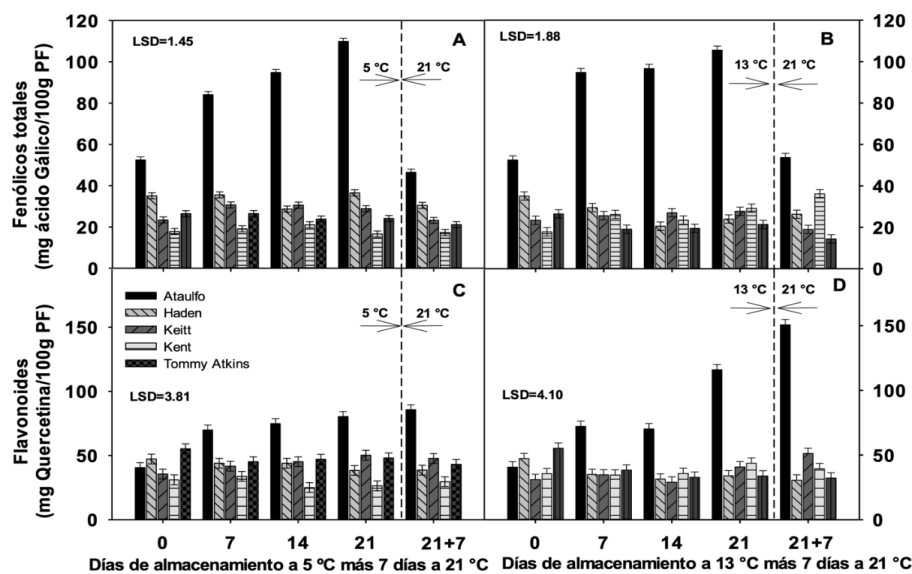 Fenólicos totales
(mg ácido Gálico/100g PF)
120
100
80
60
40
20
0
LSD=1.45
A
5 °C
21 °C
LSD=1.88
B
13 °C
21 °C
120
100
80
60
40
20
0
Flavonoides
(mg Quercetina/100g PF)
150
100
50
0
C
Ataulfo
Haden
Keitt
Kent
Tommy Atkins
5 °C
21 °C
LSD=3.81
D
13 °C
21 °C
LSD=4.10
150
100
50
0
0 7 14 21 21+7
Días de almacenamiento a 5 ºC más 7 días a 21 °C
0 7 14 21 21+7
Días de almacenamiento a 13 °C más 7 días a 21 °C